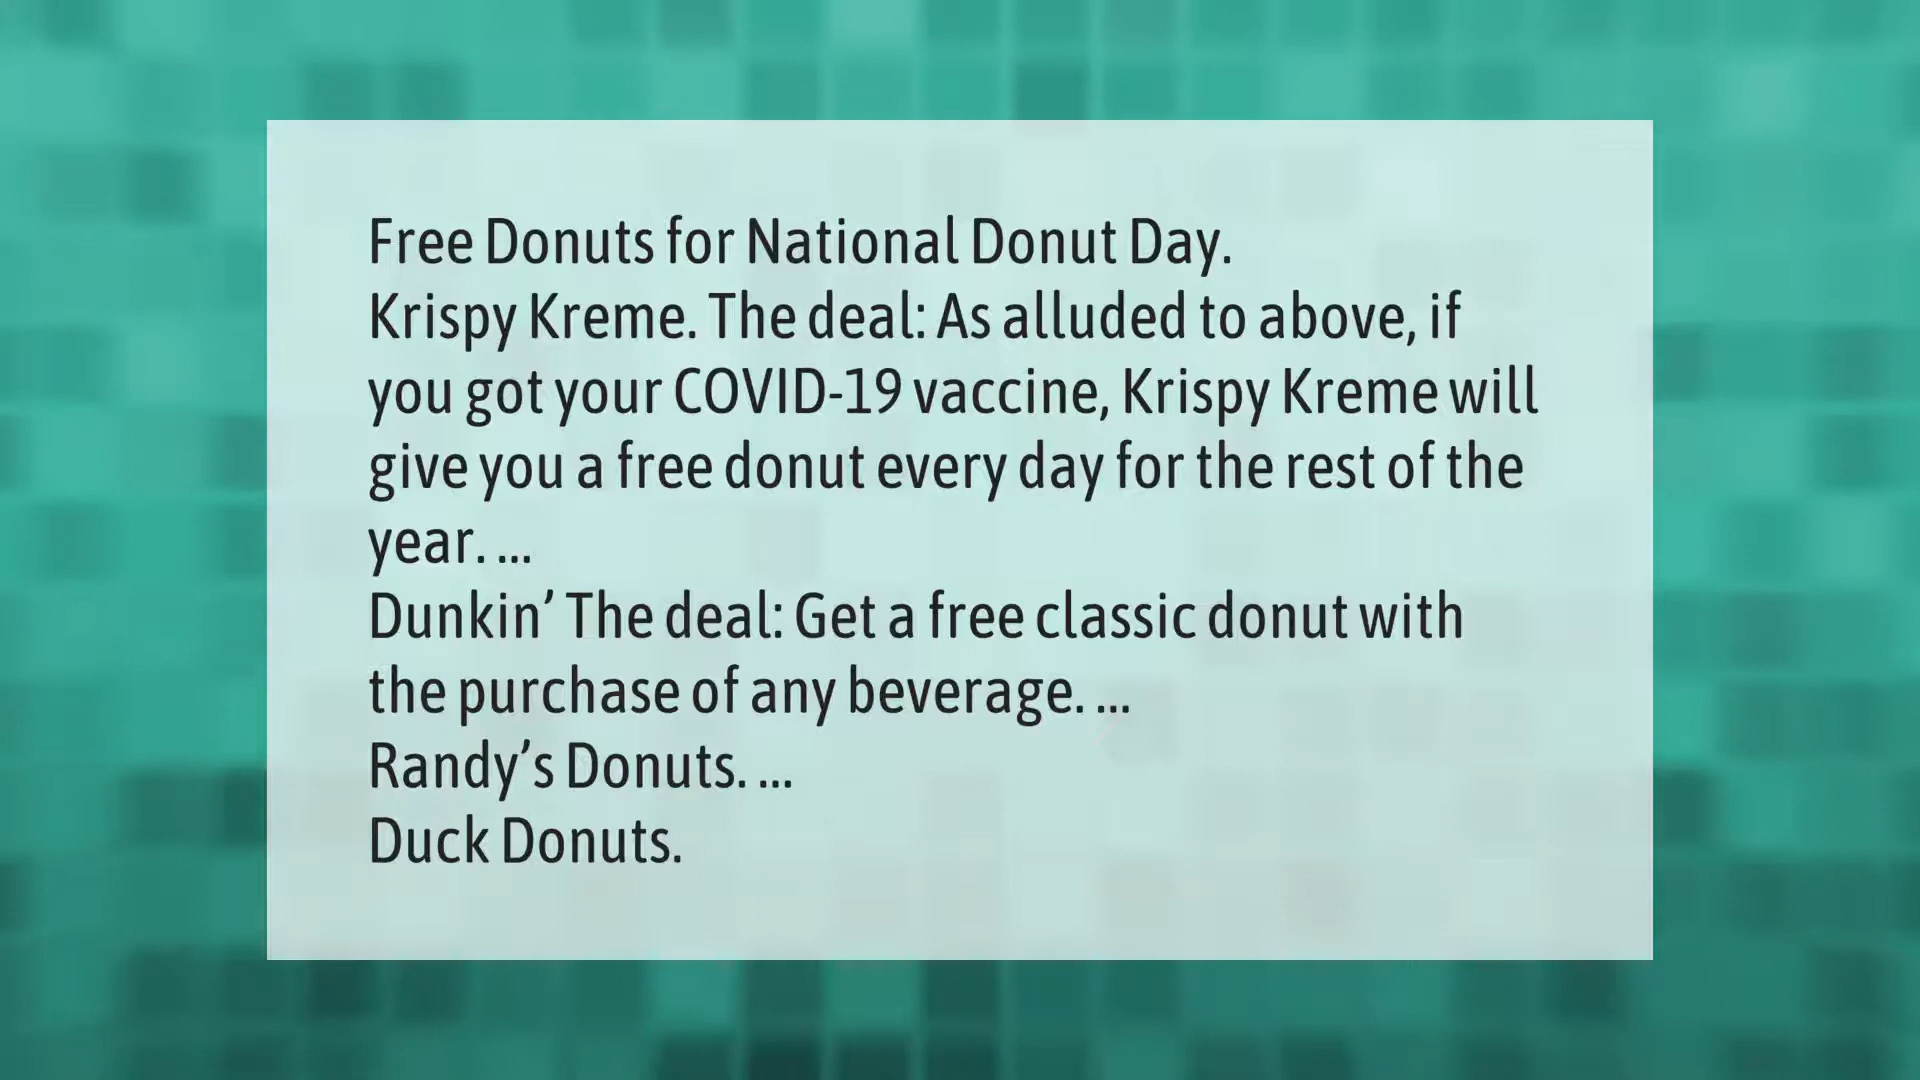 Free Donuts for National Donut Day.
Krispy Kreme. The deal: As alluded to above, if
you got your COVID-19 vaccine, Krispy Kreme will
give you a free donut every day for the rest of the
year. ...
Dunkin’ The deal: Get a free classic donut with
the purchase of any beverage. ...
Randy’s Donuts. ...
Duck Donuts.